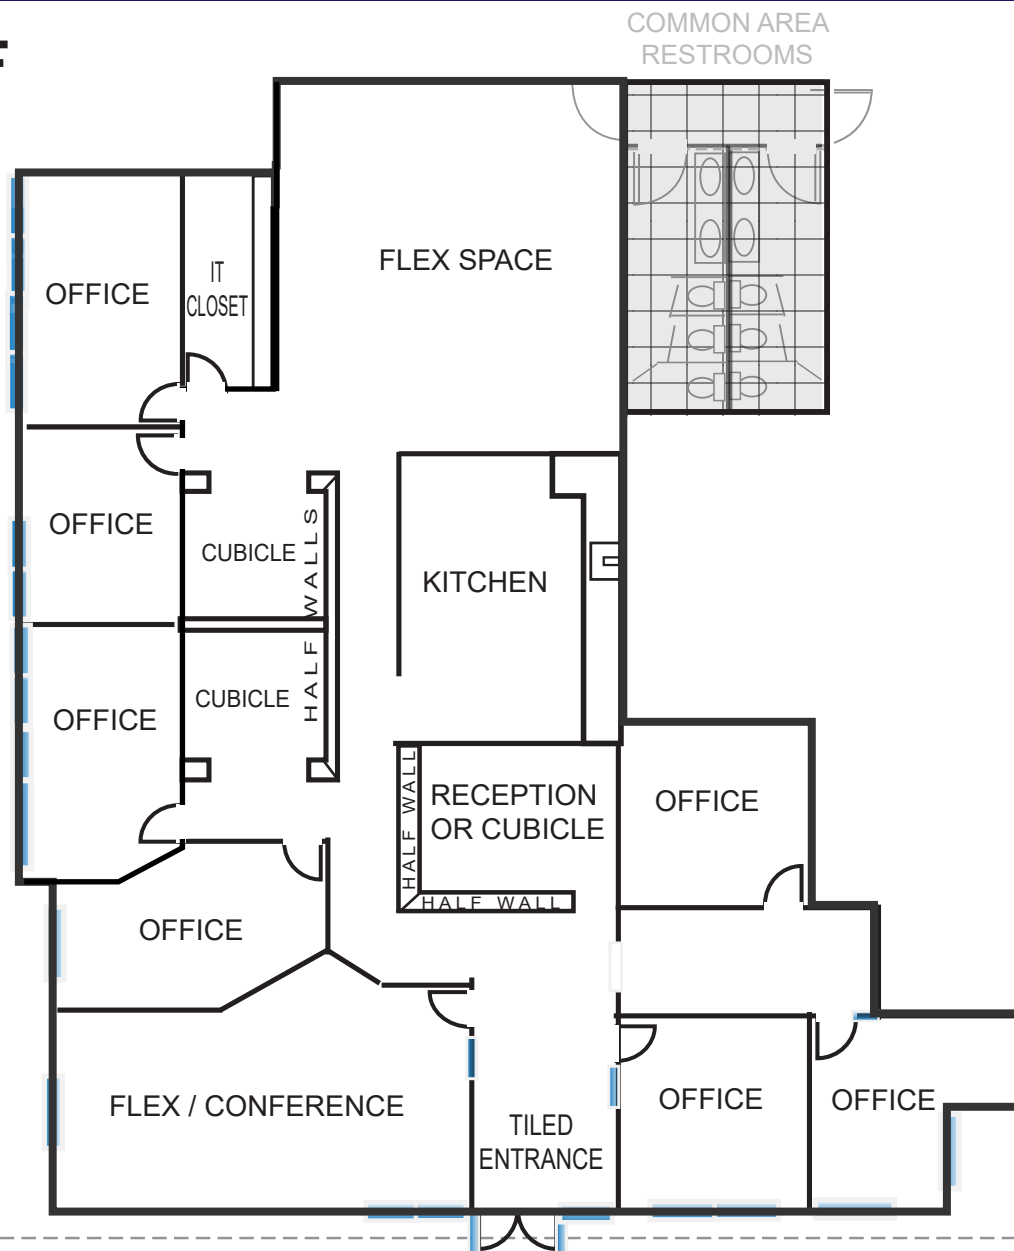 COMMON AREA
RESTROOMS
FLEX SPACE
OFFICE
IT
CLOSET
OFFICE
CUBICLE
HALF WALLS
KITCHEN
OFFICE
CUBICLE
RECEPTION
OR CUBICLE
HALF WALL
HALF WALL
OFFICE
OFFICE
FLEX / CONFERENCE
TILED
ENTRANCE
OFFICE
OFFICE